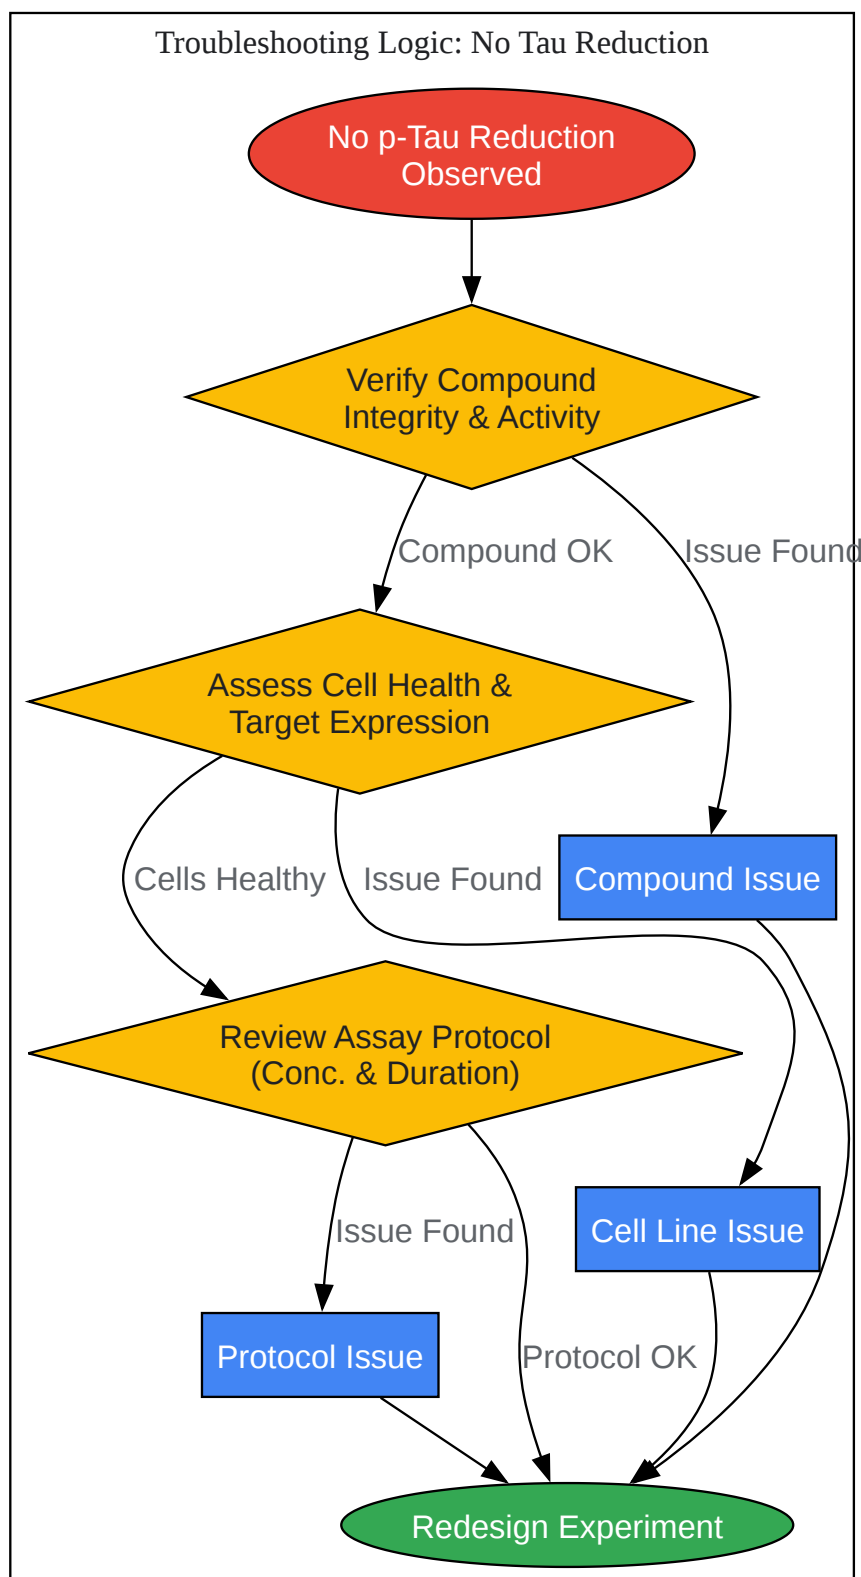 Troubleshooting Logic: No Tau Reduction
No p-Tau Reduction
Observed
Verify Compound
Integrity & Activity
Compound OK
Issue Found
Assess Cell Health &
Target Expression
Cells Healthy
Issue Found
Compound Issue
Review Assay Protocol
(Conc. & Duration)
Issue Found
Cell Line Issue
Protocol Issue
Protocol OK
Redesign Experiment